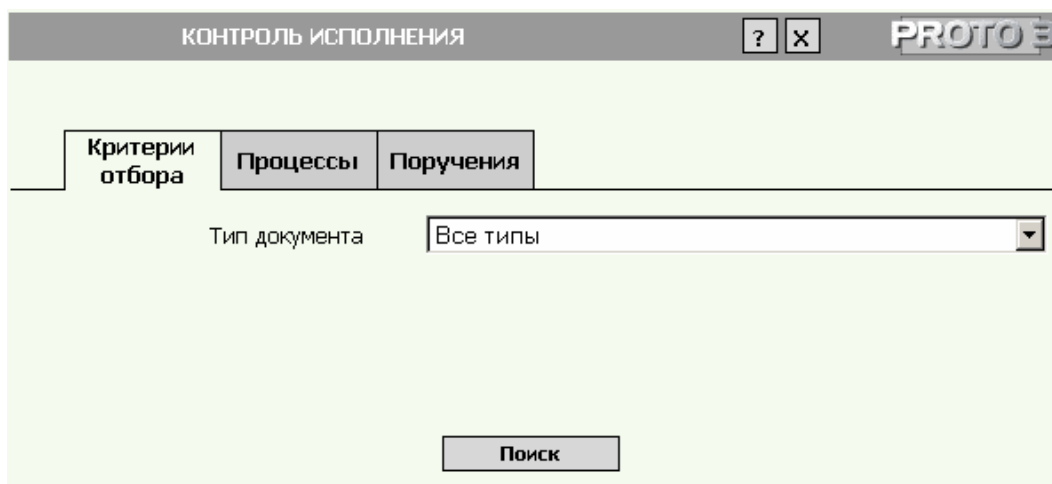 КОНТРОЛЬ ИСПОЛНЕНИЯ ? X PROTO
Критерии
отбора
Процессы
Поручения
Тип документа Все типы
Поиск